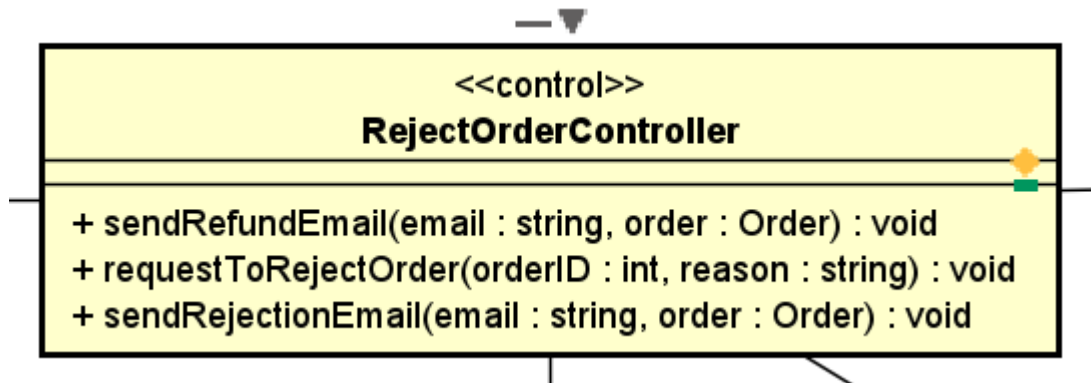 <<control>>
RejectOrderController
+ sendRefundEmail(email : string, order : Order) : void
+ requestToRejectOrder(orderID : int, reason : string) : void
+ sendRejectionEmail(email : string, order : Order) : void